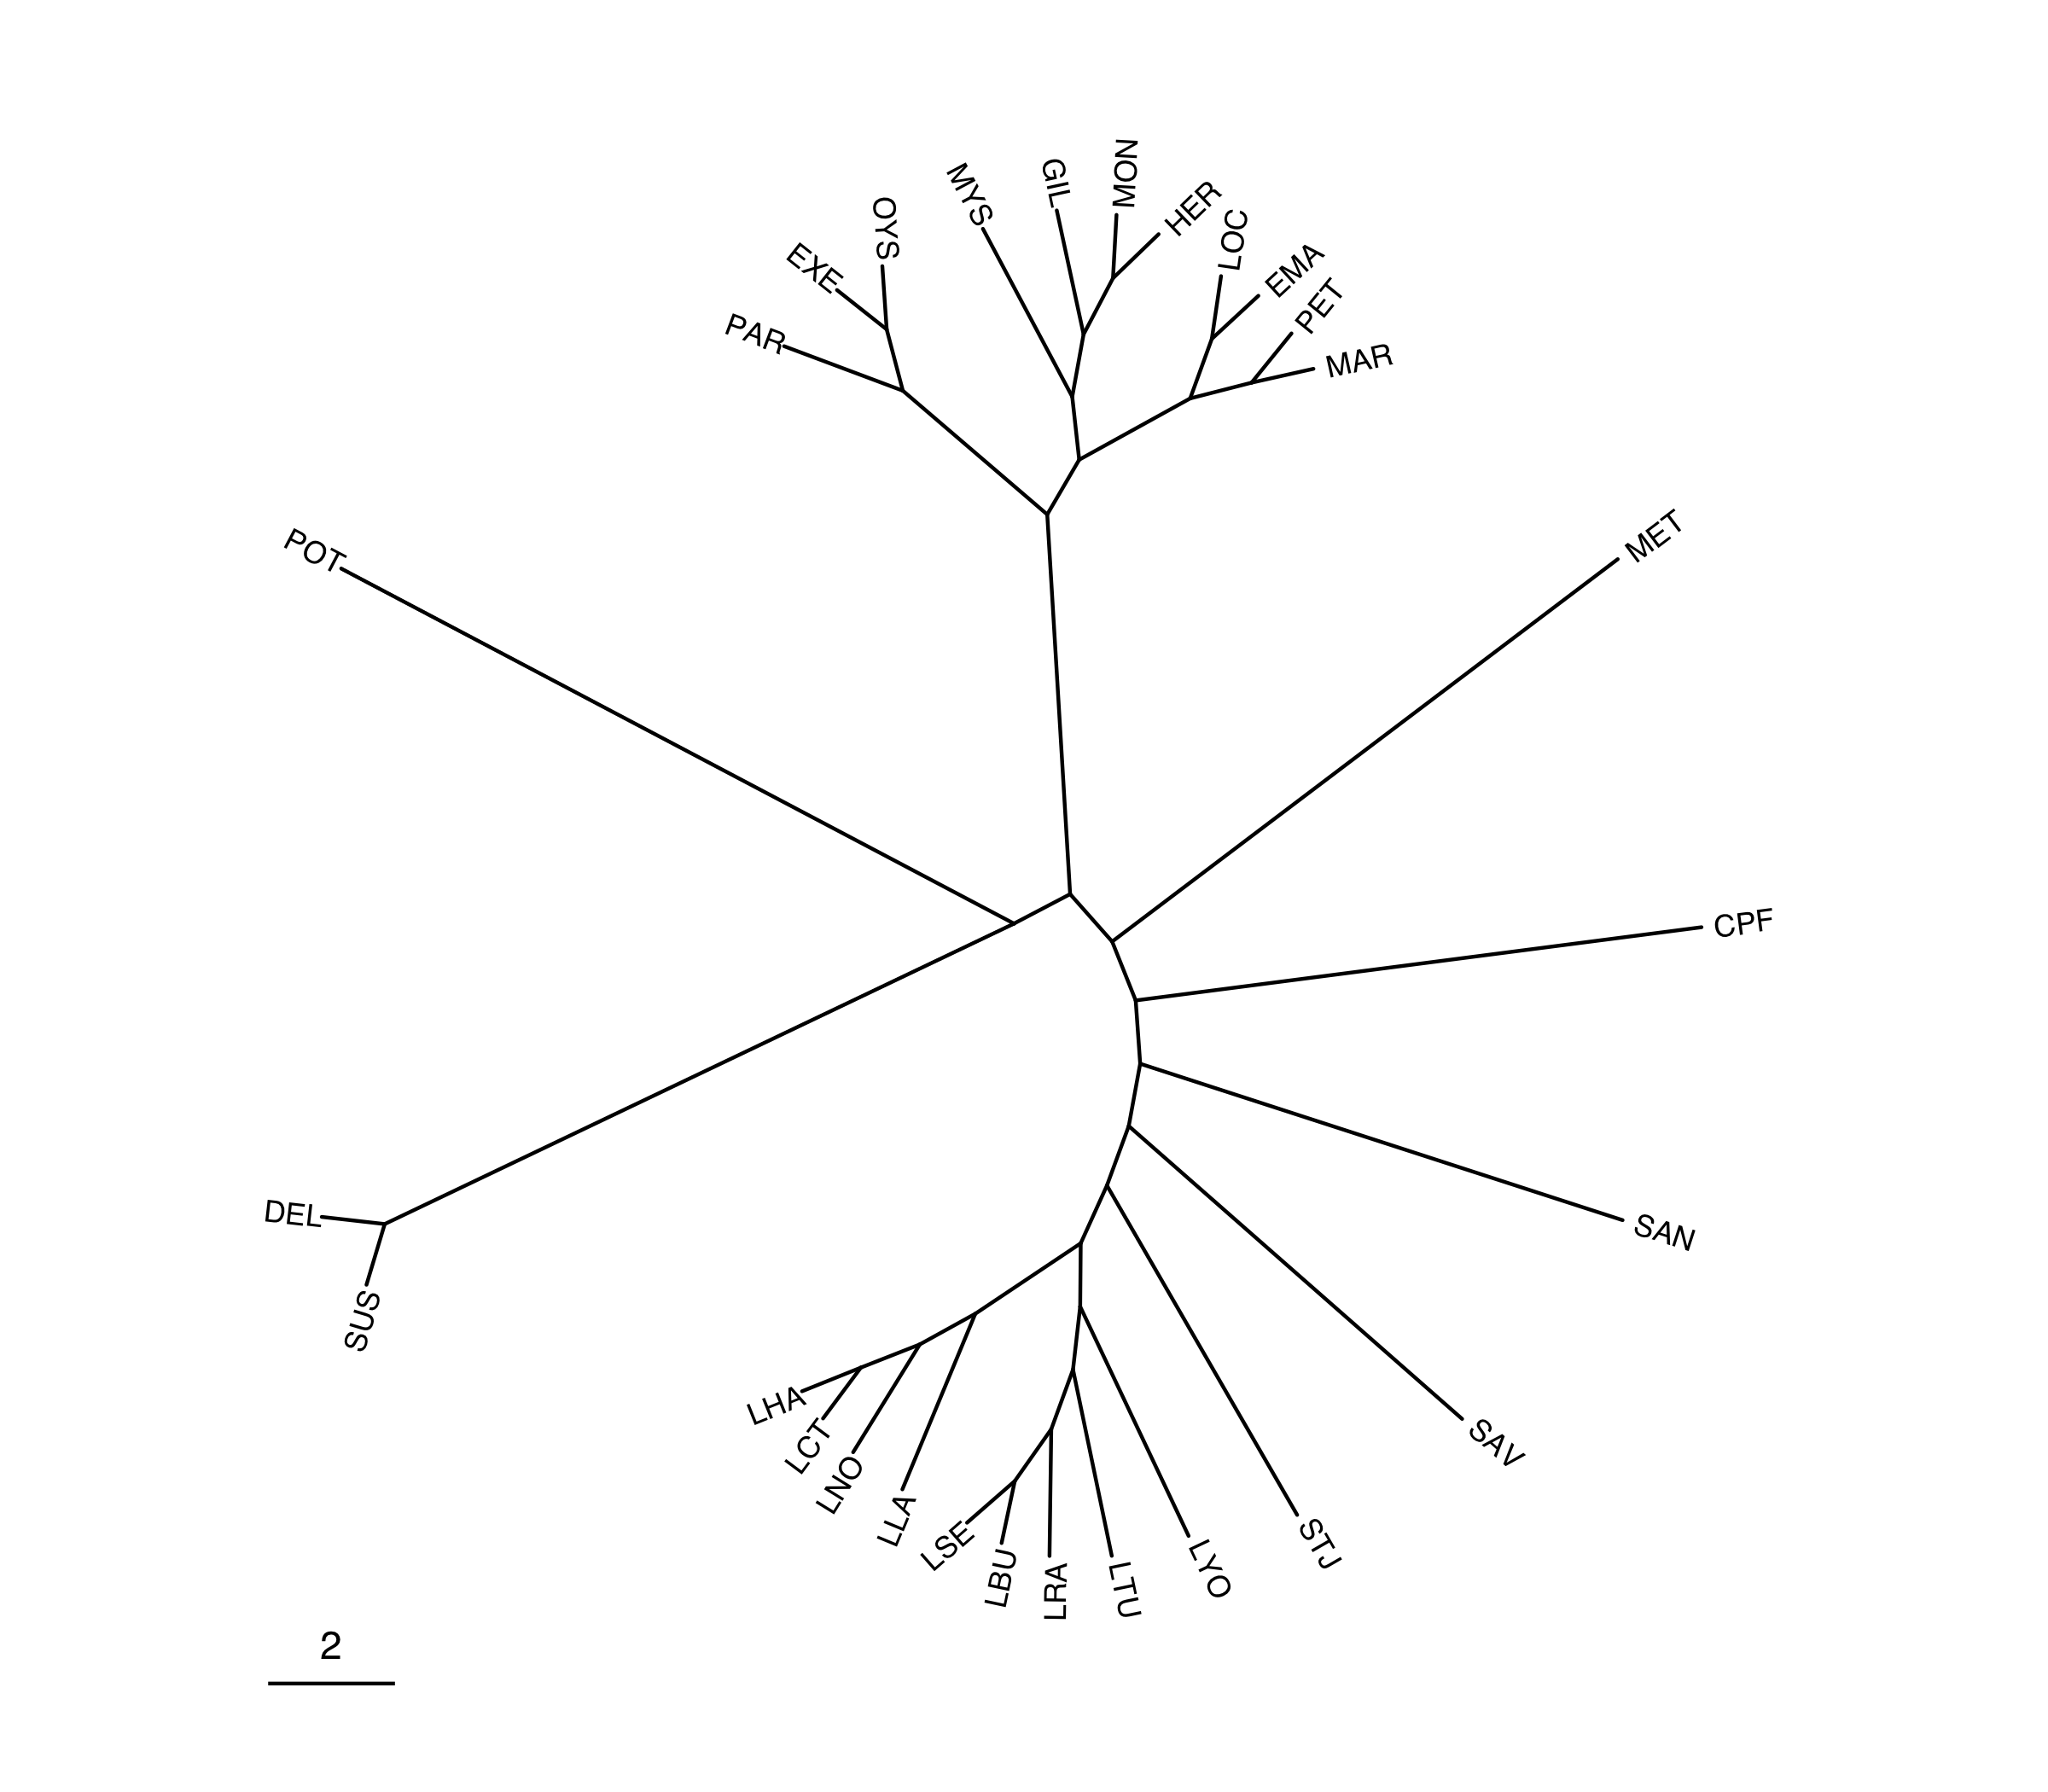 MYS
GIL
MON
HER
LOC
OYS
EXE
EMA
PET
PAR
MAR
POT
MET
CPF
DEL
SAN
SUS
LHA
LCT
LNO
LLA
LSE
LBU
LRA
LTU
LYO
STJ
SAV
2